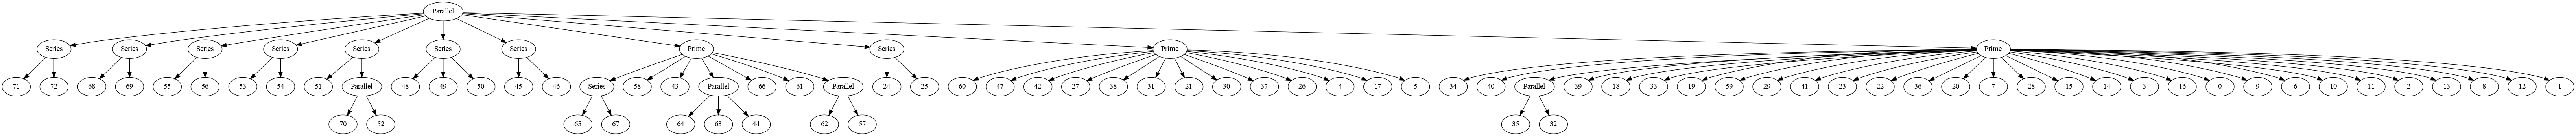 Parallel
Series Series Series Series Series Series Series Prime Series Prime Prime
71 72 68 69 55 56 53 54 51 Parallel 48 49 50 45 46 Series 58 43 Parallel 66 61 Parallel 24 25 60 47 42 27 38 31 21 30 37 26 4 17 5 34 40 Parallel 39 18 33 19 59 29 41 23 22 36 20 7 28 15 14 3 16 0 9 6 10 11 2 13 8 12 1
70 52 65 67 64 63 44 62 57 35 32